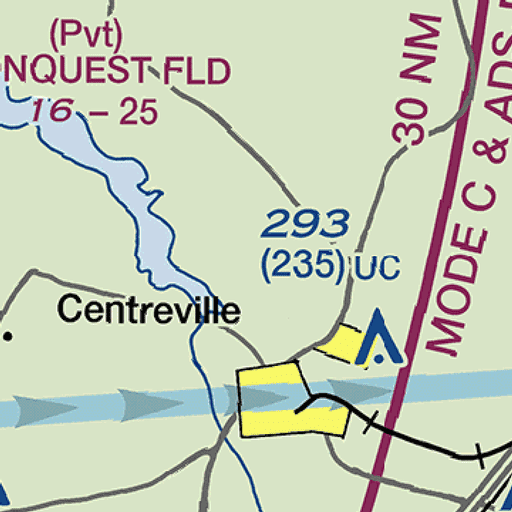 (Pvt)
NQUEST FLD
16 – 25
30 NM
MODE C & ADS
293
(235) UC
Centreville